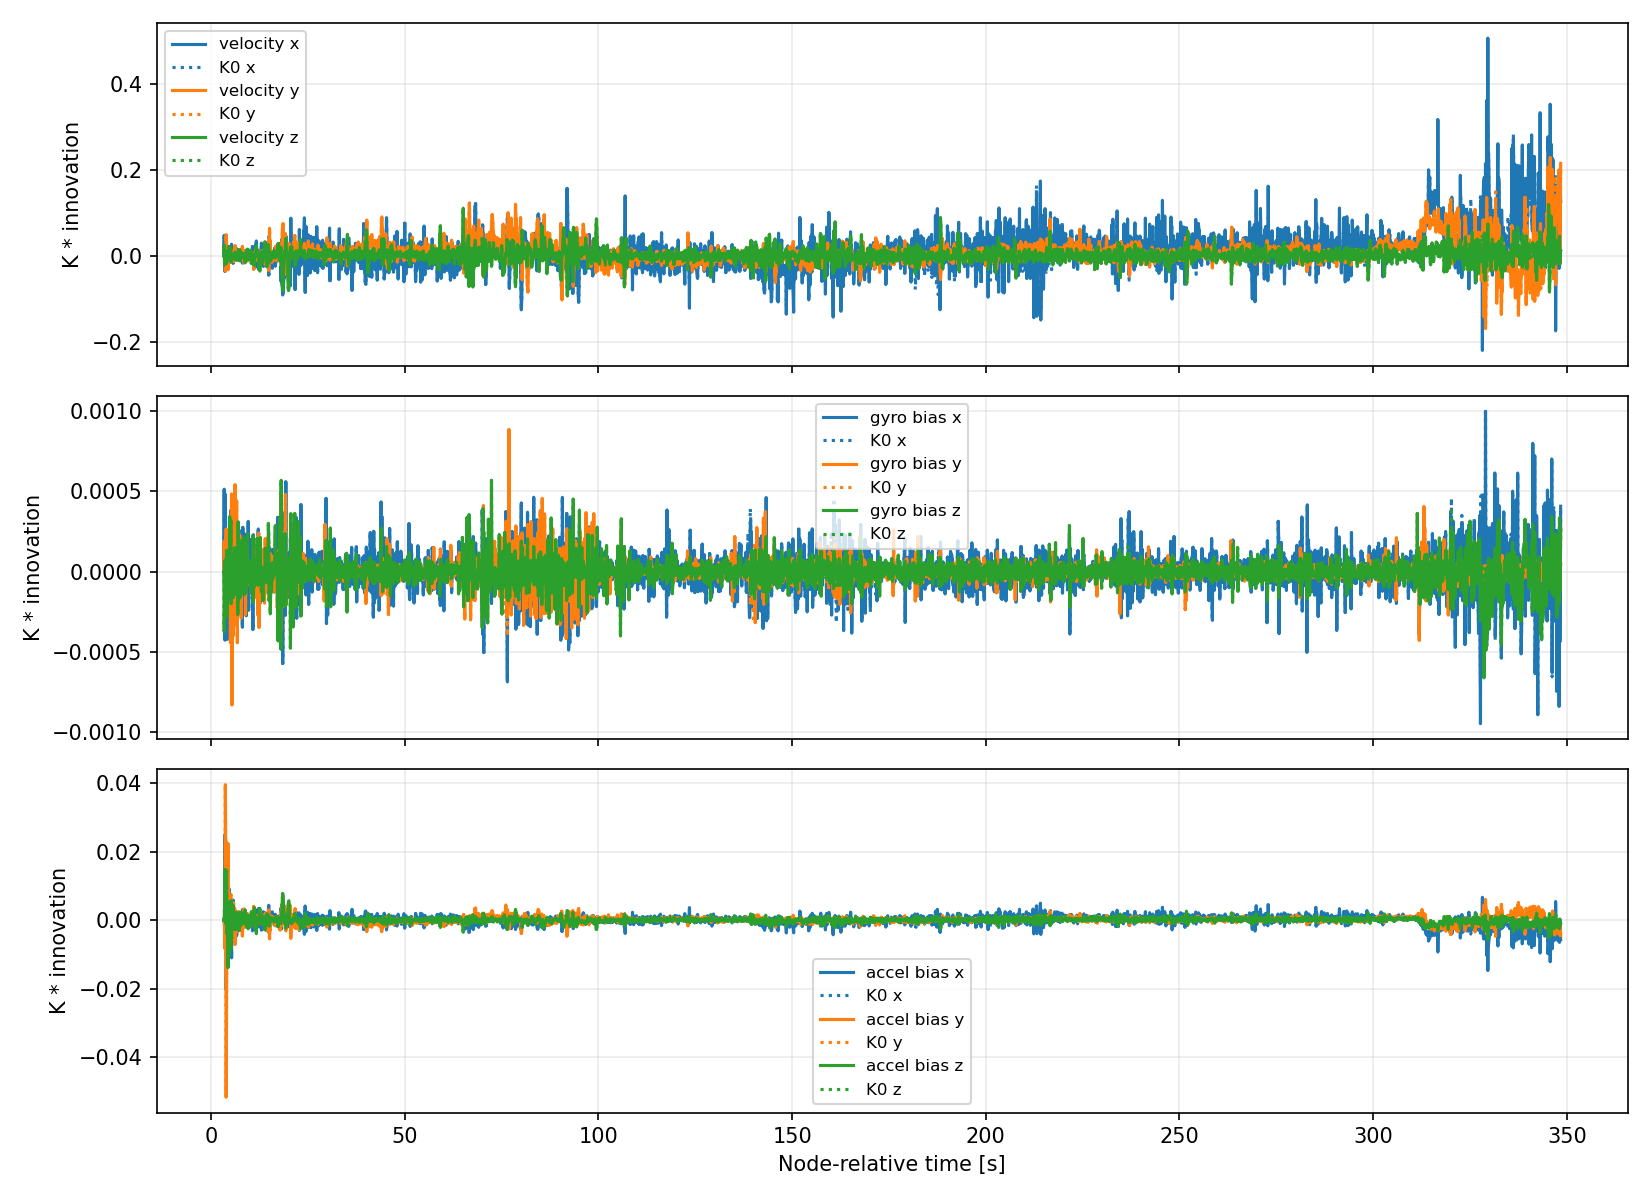 velocity x
K0 x
velocity y
K0 y
velocity z
K0 z
0.4
0.2
0.0
−0.2
K * innovation
gyro bias x
K0 x
gyro bias y
K0 y
gyro bias z
K0 z
0.0010
0.0005
0.0000
−0.0005
−0.0010
K * innovation
accel bias x
K0 x
accel bias y
K0 y
accel bias z
K0 z
0.04
0.02
0.00
−0.02
−0.04
K * innovation
0 50 100 150 200 250 300 350
Node-relative time [s]